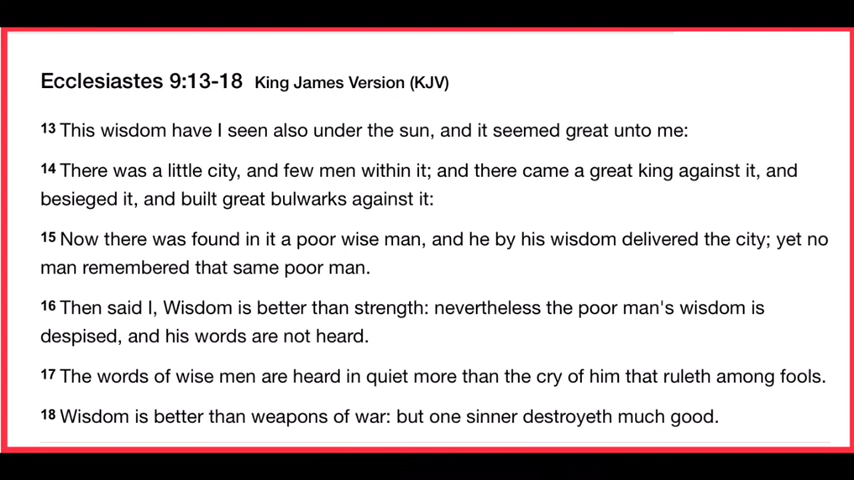 Ecclesiastes 9:13-18 King James Version (KJV)
13 This wisdom have I seen also under the sun, and it seemed great unto me:
14 There was a little city, and few men within it; and there came a great king against it, and
besieged it, and built great bulwarks against it:
15 Now there was found in it a poor wise man, and he by his wisdom delivered the city; yet no
man remembered that same poor man.
16 Then said I, Wisdom is better than strength: nevertheless the poor man's wisdom is
despised, and his words are not heard.
17 The words of wise men are heard in quiet more than the cry of him that ruleth among fools.
18 Wisdom is better than weapons of war: but one sinner destroyeth much good.